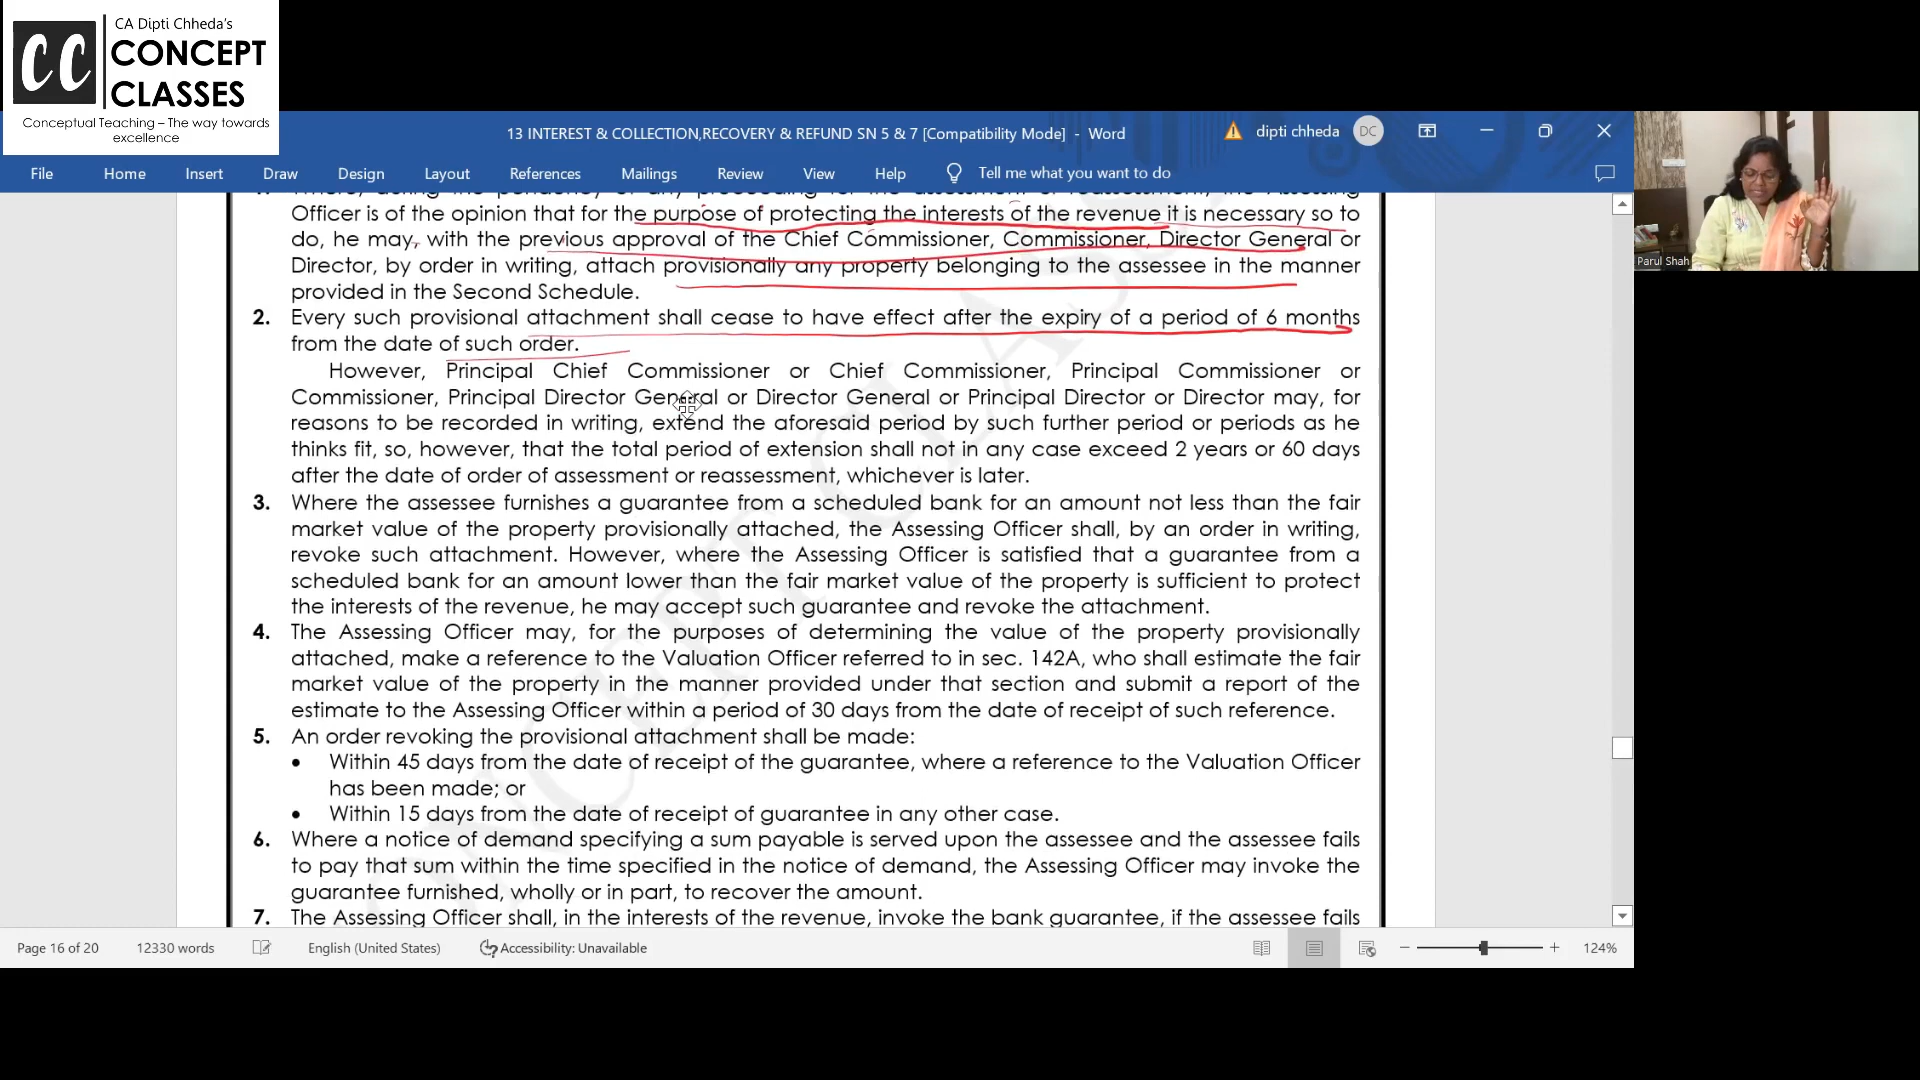 CA Dipti Chheda's
CC CONCEPT
CLASSES
Conceptual Teaching – The way towards
excellence
13 INTEREST & COLLECTION,RECOVERY & REFUND SN 5 & 7 [Compatibility Mode] - Word
dipti chheda DC
File Home Insert Draw Design Layout References Mailings Review View Help Tell me what you want to do
Officer is of the opinion that for the purpose of protecting the interests of the revenue it is necessary so to
do, he may, with the previous approval of the Chief Commissioner, Commissioner, Director General or
Director, by order in writing, attach provisionally any property belonging to the assessee in the manner
provided in the Second Schedule.
2. Every such provisional attachment shall cease to have effect after the expiry of a period of 6 months
from the date of such order.
However, Principal Chief Commissioner or Chief Commissioner, Principal Commissioner or
Commissioner, Principal Director General or Director General or Principal Director or Director may, for
reasons to be recorded in writing, extend the aforesaid period by such further period or periods as he
thinks fit, so, however, that the total period of extension shall not in any case exceed 2 years or 60 days
after the date of order of assessment or reassessment, whichever is later.
3. Where the assessee furnishes a guarantee from a scheduled bank for an amount not less than the fair
market value of the property provisionally attached, the Assessing Officer shall, by an order in writing,
revoke such attachment. However, where the Assessing Officer is satisfied that a guarantee from a
scheduled bank for an amount lower than the fair market value of the property is sufficient to protect
the interests of the revenue, he may accept such guarantee and revoke the attachment.
4. The Assessing Officer may, for the purposes of determining the value of the property provisionally
attached, make a reference to the Valuation Officer referred to in sec. 142A, who shall estimate the fair
market value of the property in the manner provided under that section and submit a report of the
estimate to the Assessing Officer within a period of 30 days from the date of receipt of such reference.
5. An order revoking the provisional attachment shall be made:
• Within 45 days from the date of receipt of the guarantee, where a reference to the Valuation Officer
has been made; or
• Within 15 days from the date of receipt of guarantee in any other case.
6. Where a notice of demand specifying a sum payable is served upon the assessee and the assessee fails
to pay that sum within the time specified in the notice of demand, the Assessing Officer may invoke the
guarantee furnished, wholly or in part, to recover the amount.
7. The Assessing Officer shall, in the interests of the revenue, invoke the bank guarantee, if the assessee fails
Page 16 of 20 12330 words English (United States) Accessibility: Unavailable 124%
Parul Shah